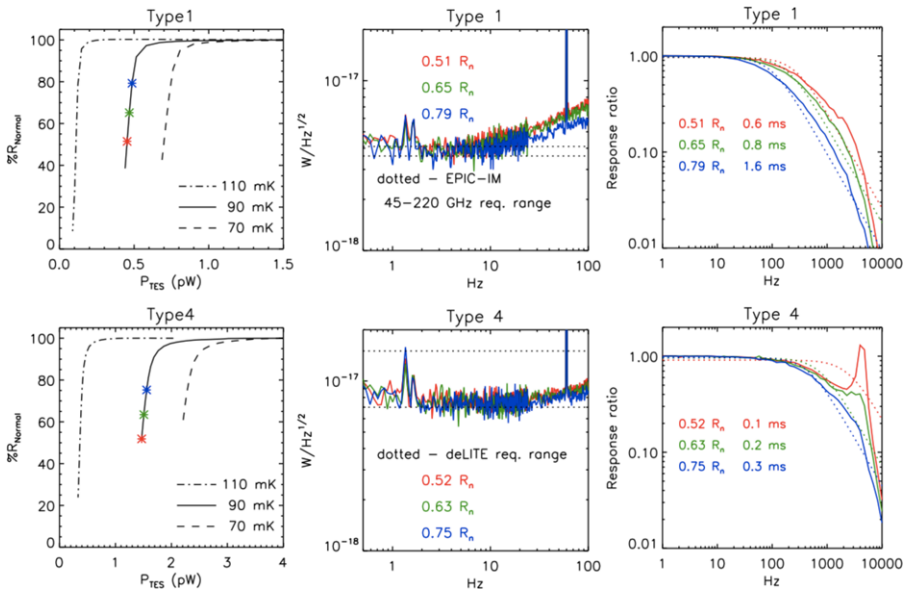 Type1
100
80
60
40
20
0
%R_Normal
110 mK
90 mK
70 mK
0.0 0.5 1.0 1.5
P_TES (pW)
Type 1
10^-17
10^-18
W/Hz^1/2
0.51 R_n
0.65 R_n
0.79 R_n
dotted – EPIC–IM
45–220 GHz req. range
1 10 100
Hz
Type 1
1.00
0.10
0.01
Response ratio
0.51 R_n 0.6 ms
0.65 R_n 0.8 ms
0.79 R_n 1.6 ms
1 10 100 1000 10000
Hz
Type4
100
80
60
40
20
0
%R_Normal
110 mK
90 mK
70 mK
0 1 2 3 4
P_TES (pW)
Type 4
10^-17
10^-18
W/Hz^1/2
dotted – deLITE req. range
0.52 R_n
0.63 R_n
0.75 R_n
1 10 100
Hz
Type 4
1.00
0.10
0.01
Response ratio
0.52 R_n 0.1 ms
0.63 R_n 0.2 ms
0.75 R_n 0.3 ms
1 10 100 1000 10000
Hz